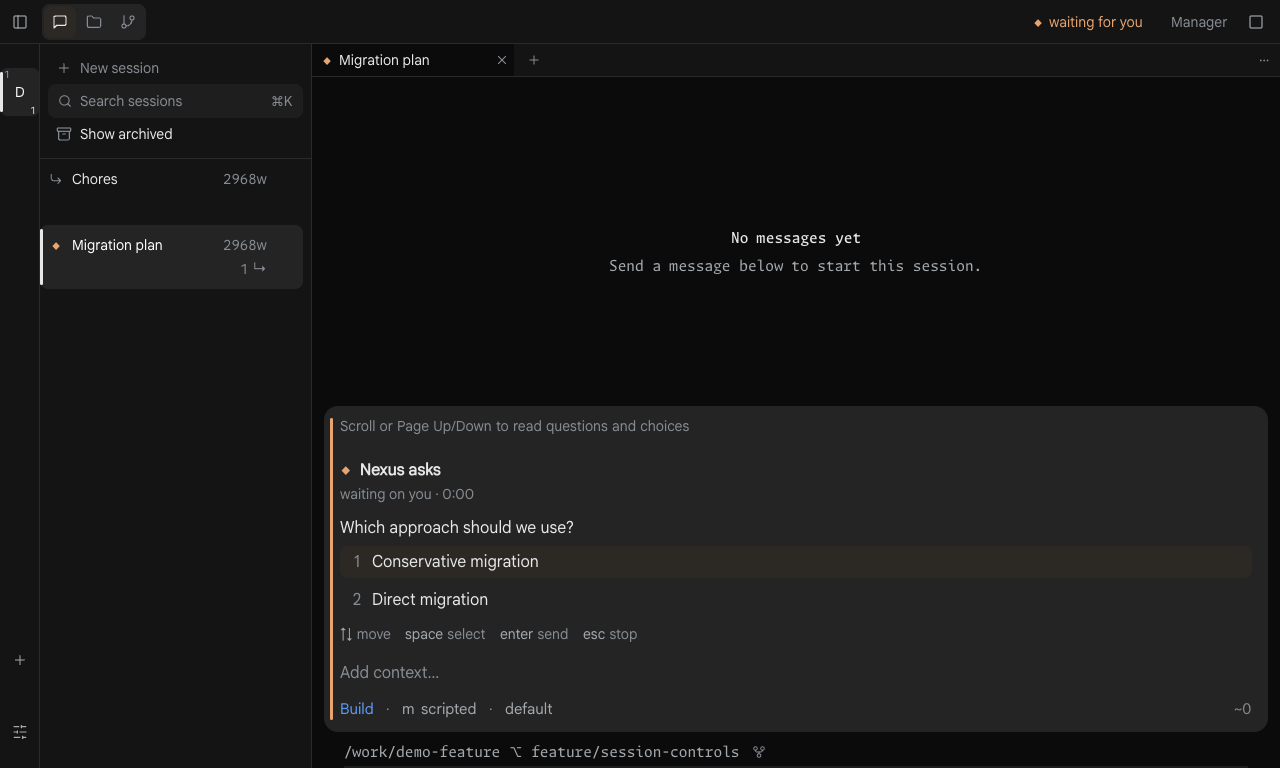 waiting for you
Manager
1
D
1
New session
Search sessions ⌘K
Show archived
Chores 2968w
Migration plan 2968w
1
Migration plan
No messages yet
Send a message below to start this session.
Scroll or Page Up/Down to read questions and choices
Nexus asks
waiting on you · 0:00
Which approach should we use?
1 Conservative migration
2 Direct migration
↑↓ move space select enter send esc stop
Add context...
Build · m scripted · default ~0
/work/demo-feature ⌥ feature/session-controls